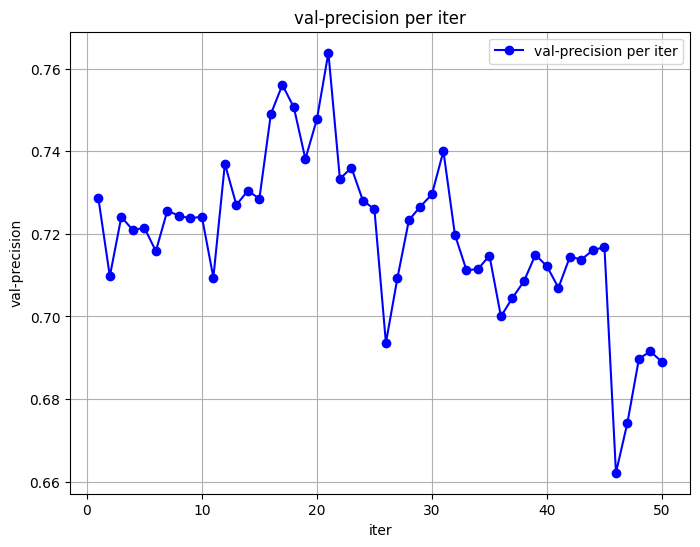 val-precision per iter
val-precision per iter
0.76
0.74
0.72
0.70
0.68
0.66
val-precision
0 10 20 30 40 50
iter